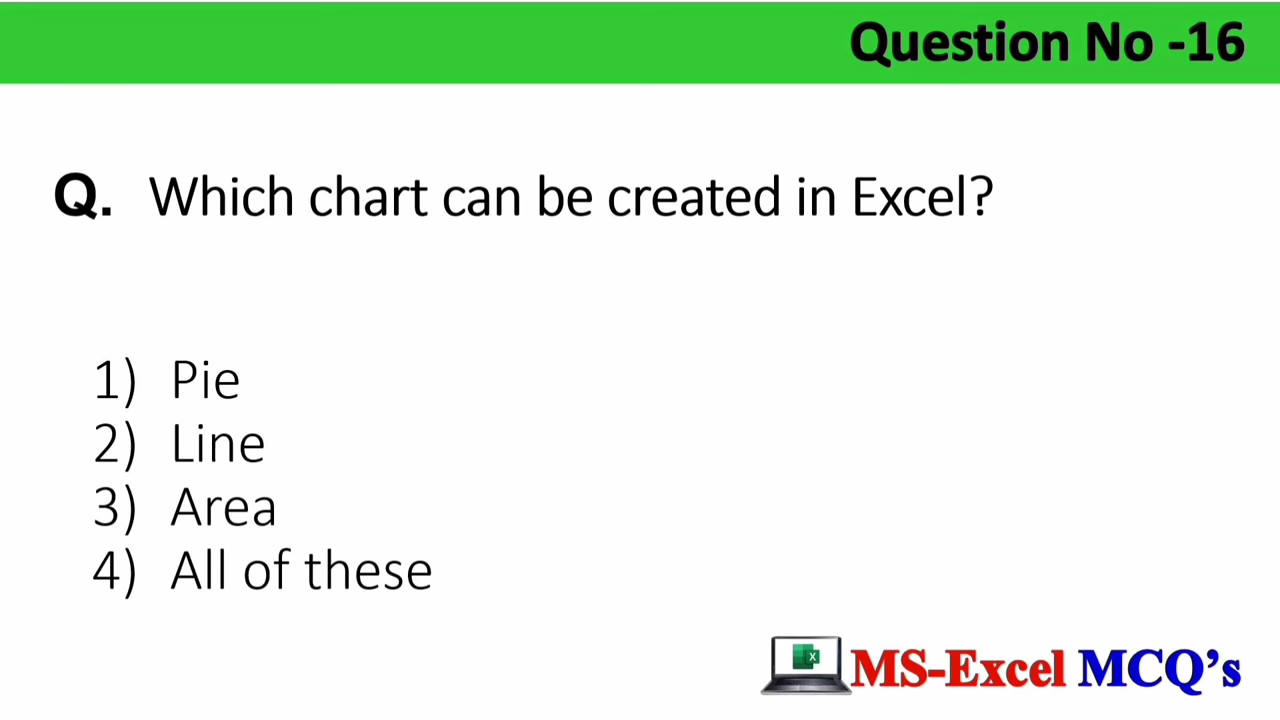 Question No -16
Q. Which chart can be created in Excel?
1) Pie
2) Line
3) Area
4) All of these
X
MS-Excel MCQ’s